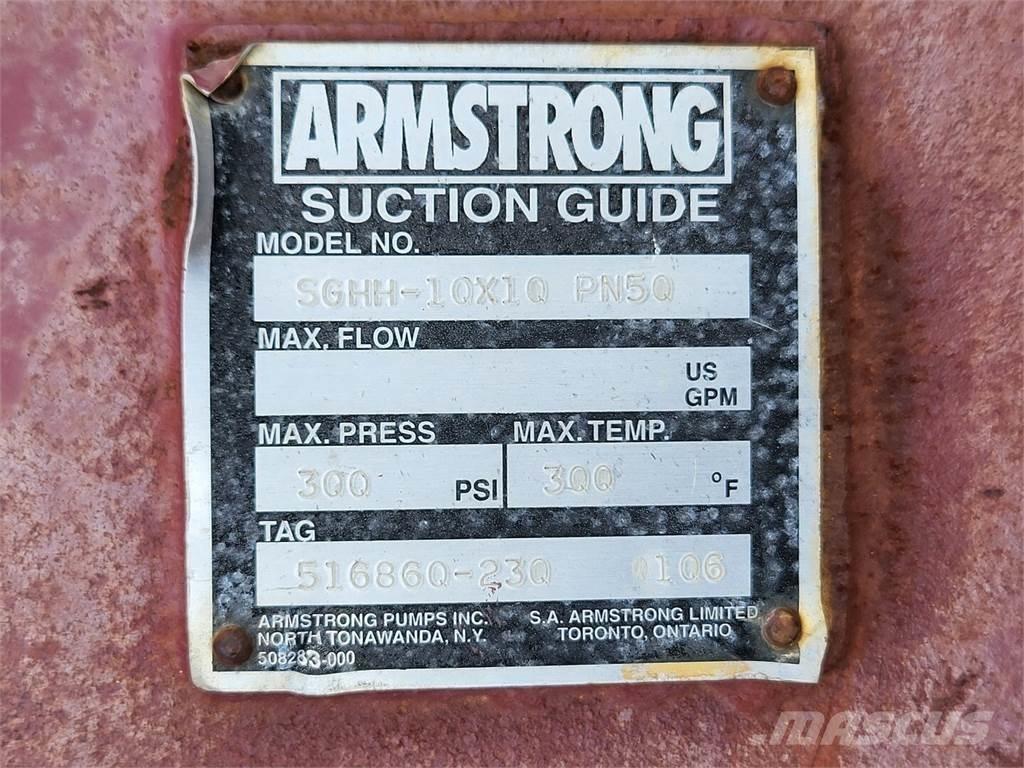 ARMSTRONG
SUCTION GUIDE
MODEL NO.
SGHH-10X10 PN50
MAX. FLOW
US
GPM
MAX. PRESS MAX. TEMP.
300 PSI 300 °F
TAG
516860-230 0106
ARMSTRONG PUMPS INC. S.A. ARMSTRONG LIMITED
NORTH TONAWANDA, N.Y. TORONTO, ONTARIO
508283-000
MASCUS